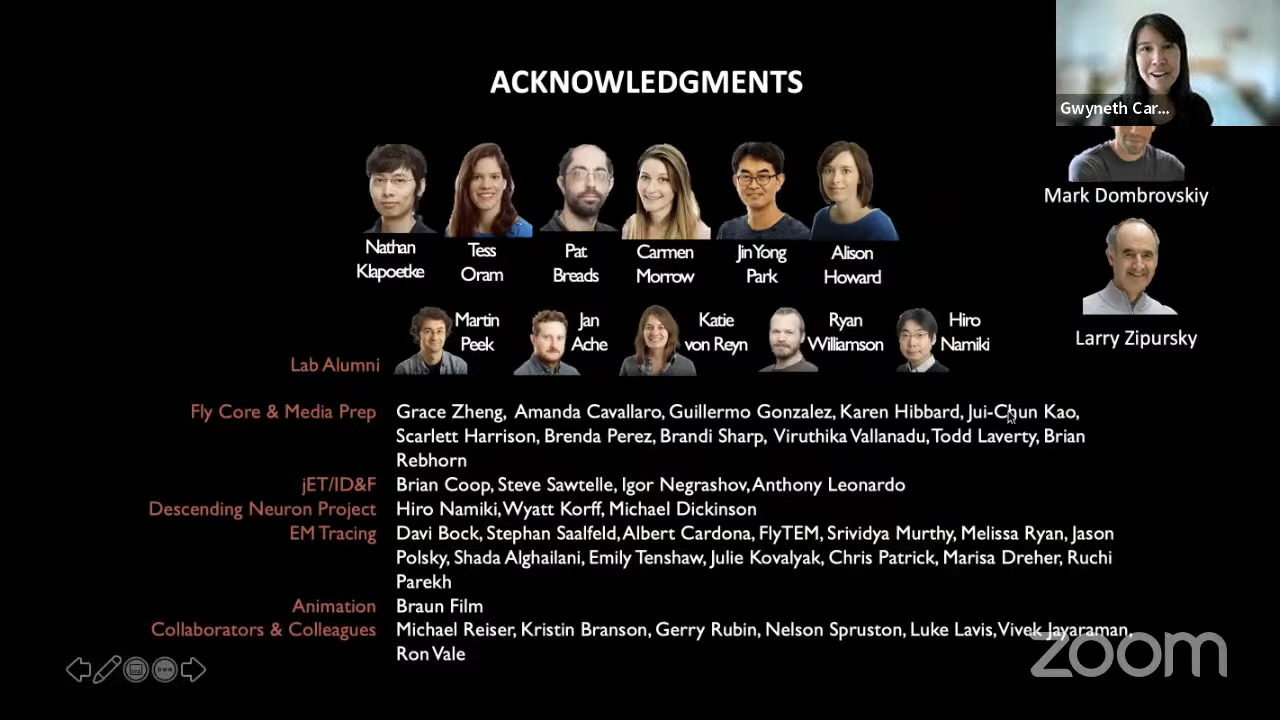 ACKNOWLEDGMENTS
Gwyneth Car...
Mark Dombrovskiy
Larry Zipursky
Nathan Klapoetke
Tess Oram
Pat Breads
Carmen Morrow
JinYong Park
Alison Howard
Lab Alumni
Martin Peek
Jan Ache
Katie von Reyn
Ryan Williamson
Hiro Namiki
Fly Core & Media Prep
Grace Zheng, Amanda Cavallaro, Guillermo Gonzalez, Karen Hibbard, Jui-Chun Kao,
Scarlett Harrison, Brenda Perez, Brandi Sharp, Viruthika Vallanadu, Todd Laverty, Brian
Rebhorn
jET/ID&F
Brian Coop, Steve Sawtelle, Igor Negrashov, Anthony Leonardo
Descending Neuron Project
Hiro Namiki, Wyatt Korff, Michael Dickinson
EM Tracing
Davi Bock, Stephan Saalfeld, Albert Cardona, FlyTEM, Srividya Murthy, Melissa Ryan, Jason
Polsky, Shada Alghailani, Emily Tenshaw, Julie Kovalyak, Chris Patrick, Marisa Dreher, Ruchi
Parekh
Animation
Braun Film
Collaborators & Colleagues
Michael Reiser, Kristin Branson, Gerry Rubin, Nelson Spruston, Luke Lavis, Vivek Jayaraman,
Ron Vale
zoom